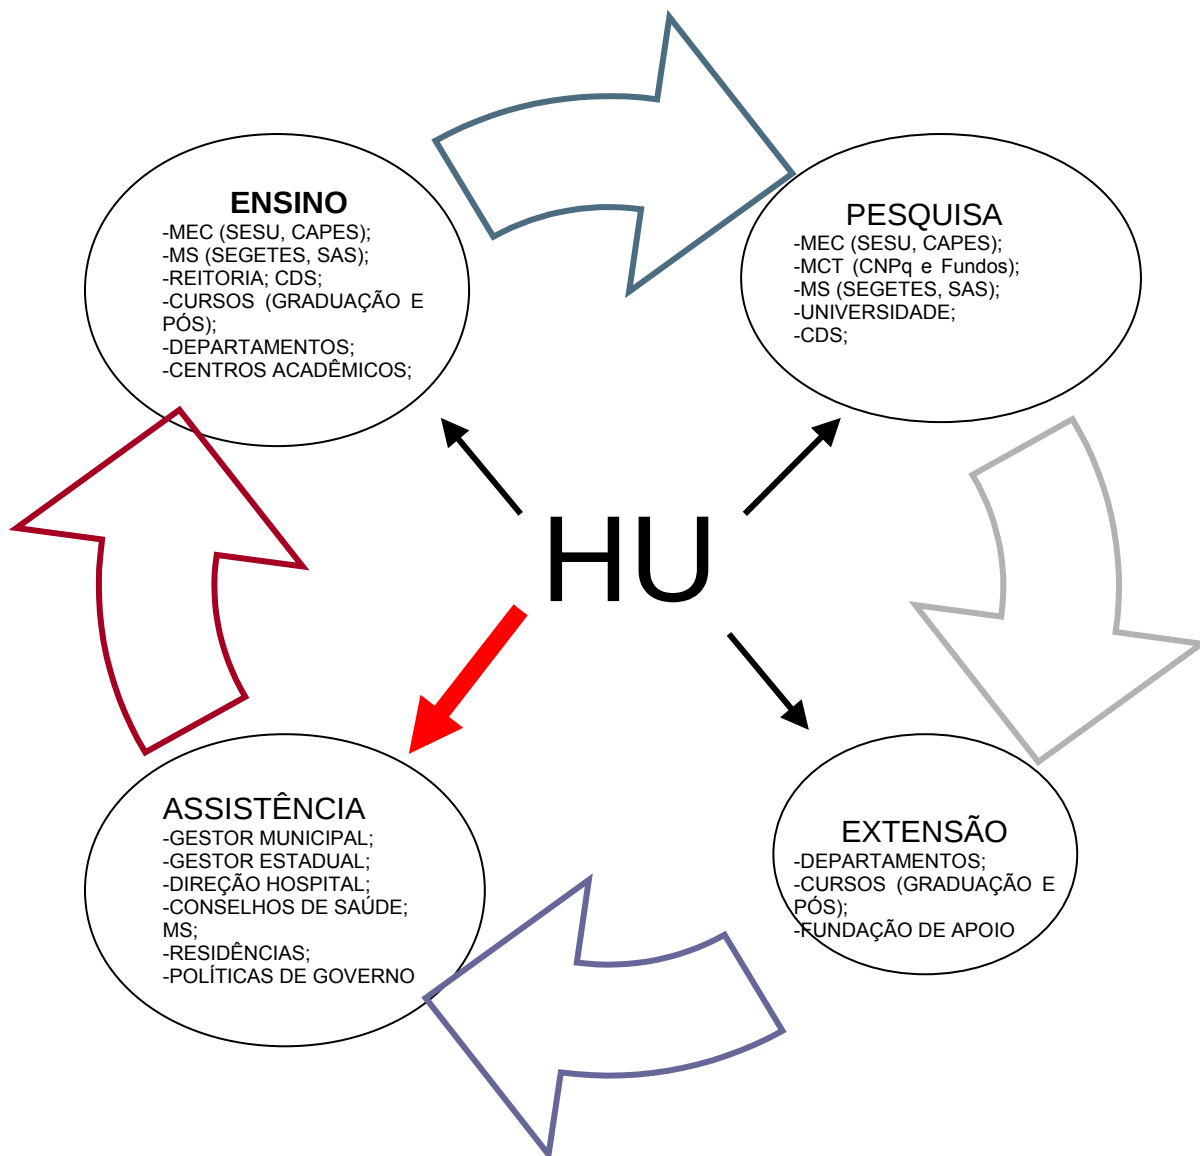 ENSINO
-MEC (SESU, CAPES);
-MS (SEGETES, SAS);
-REITORIA; CDS;
-CURSOS (GRADUAÇÃO E
PÓS);
-DEPARTAMENTOS;
-CENTROS ACADÊMICOS;
PESQUISA
-MEC (SESU, CAPES);
-MCT (CNPq e Fundos);
-MS (SEGETES, SAS);
-UNIVERSIDADE;
-CDS;
HU
ASSISTÊNCIA
-GESTOR MUNICIPAL;
-GESTOR ESTADUAL;
-DIREÇÃO HOSPITAL;
-CONSELHOS DE SAÚDE;
MS;
-RESIDÊNCIAS;
-POLÍTICAS DE GOVERNO
EXTENSÃO
-DEPARTAMENTOS;
-CURSOS (GRADUAÇÃO E
PÓS);
-FUNDAÇÃO DE APOIO